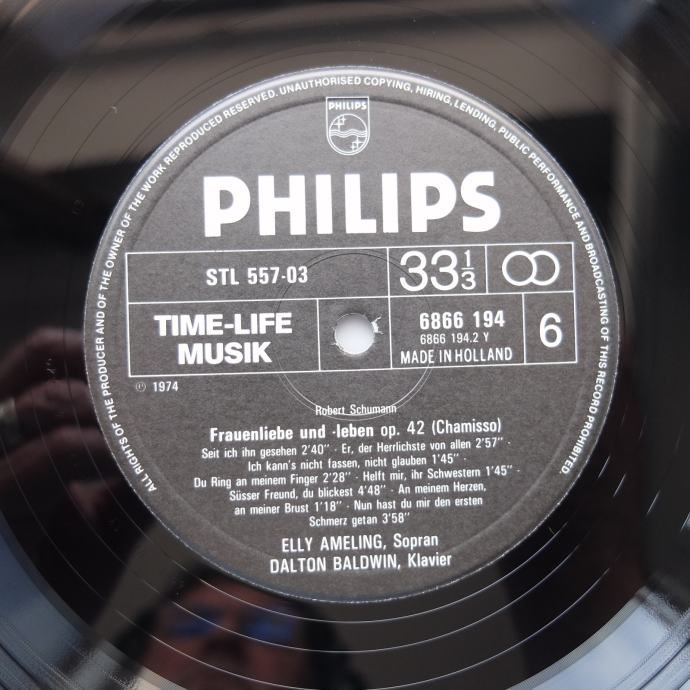 ALL RIGHTS OF THE PRODUCER AND OF THE OWNER OF THE WORK REPRODUCED RESERVED. UNAUTHORISED COPYING, HIRING, LENDING, PUBLIC PERFORMANCE AND BROADCASTING OF THIS RECORD PROHIBITED.
PHILIPS
PHILIPS
STL 557-03
33 1/3
TIME-LIFE
MUSIK
6866 194
6866 194.2 Y
MADE IN HOLLAND
6
℗ 1974
Robert Schumann
Frauenliebe und -leben op. 42 (Chamisso)
Seit ich ihn gesehen 2'40'' · Er, der Herrlichste von allen 2'57'' ·
Ich kann's nicht fassen, nicht glauben 1'45'' ·
Du Ring an meinem Finger 2'28'' · Helft mir, ihr Schwestern 1'45'' ·
Süsser Freund, du blickest 4'48'' · An meinem Herzen,
an meiner Brust 1'18'' · Nun hast du mir den ersten
Schmerz getan 3'58''
ELLY AMELING, Sopran
DALTON BALDWIN, Klavier